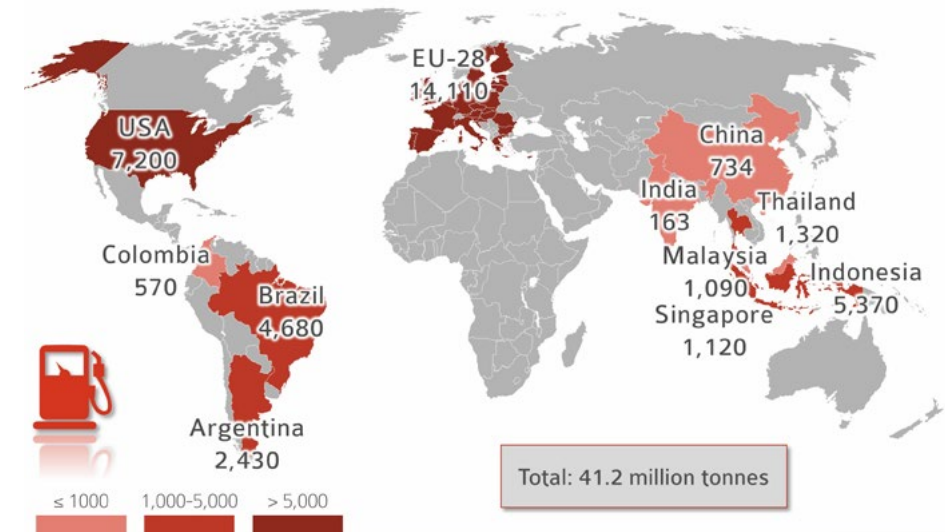 EU-28
14,110
USA
7,200
China
734
India
163
Thailand
1,320
Malaysia
1,090
Indonesia
5,370
Singapore
1,120
Colombia
570
Brazil
4,680
Argentina
2,430
Total: 41.2 million tonnes
≤ 1000 1,000-5,000 > 5,000